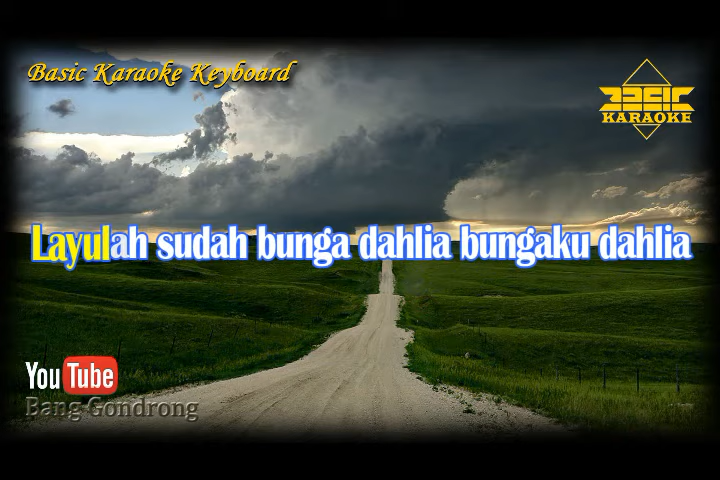 Basic Karaoke Keyboard
BASIC
KARAOKE
Layulah sudah bunga dahlia bungaku dahlia
YouTube
Bang Gondrong